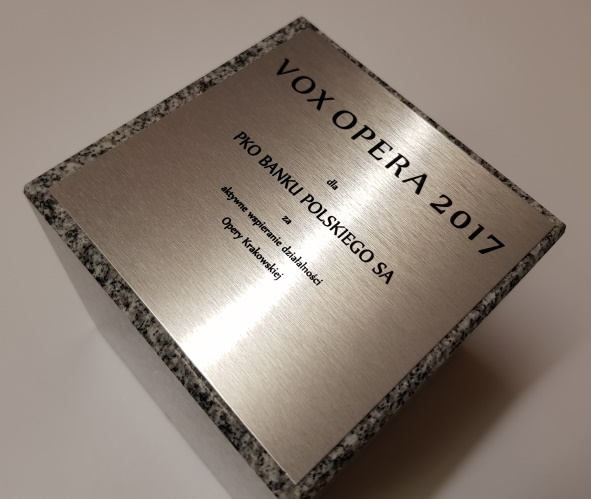 VOX OPERA 2017
dla
PKO BANKU POLSKIEGO SA
za
aktywne wspieranie działalności
Opery Krakowskiej